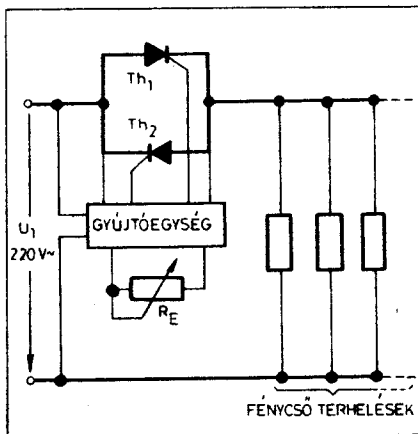 Th1
Th2
GYÚJTÓEGYSÉG
U1
220 V~
RE
FÉNYCSŐ TERHELÉSEK